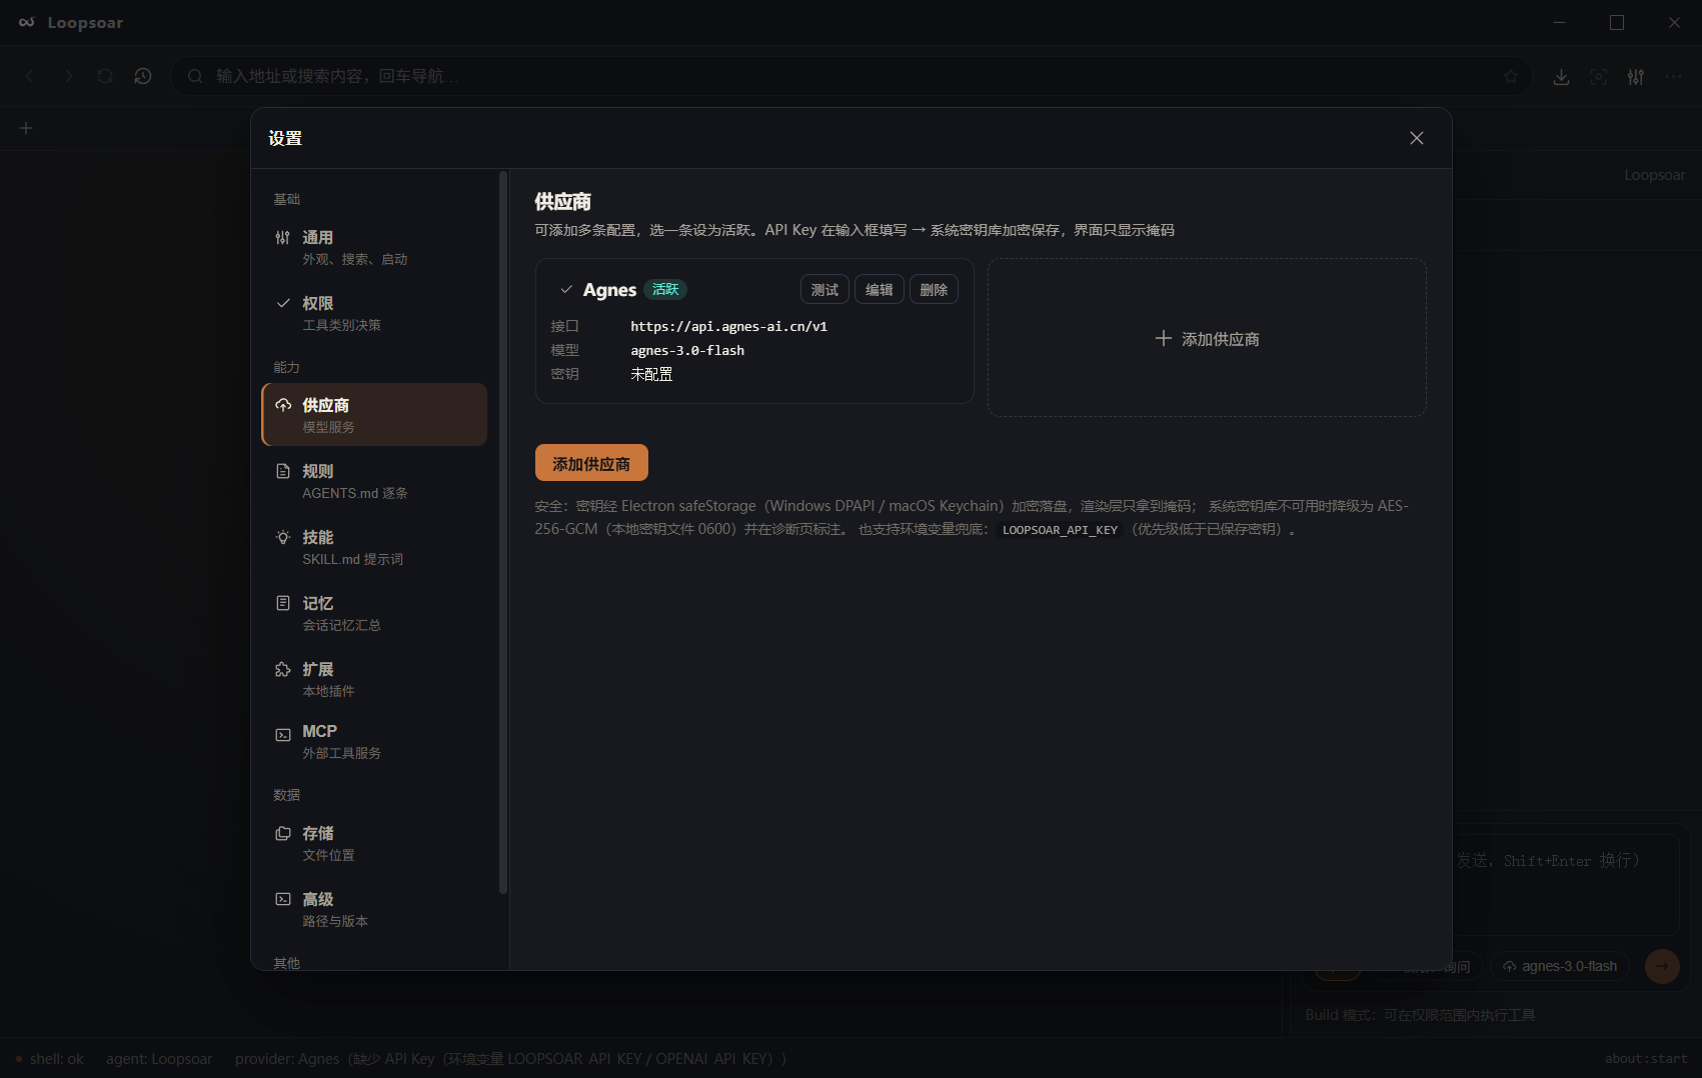 Loopsoar
输入地址或搜索内容，回车导航…
设置
Loopsoar
基础
通用
外观、搜索、启动
权限
工具类别决策
能力
供应商
模型服务
规则
AGENTS.md 逐条
技能
SKILL.md 提示词
记忆
会话记忆汇总
扩展
本地插件
MCP
外部工具服务
数据
存储
文件位置
高级
路径与版本
其他
供应商
可添加多条配置，选一条设为活跃。API Key 在输入框填写 → 系统密钥库加密保存，界面只显示掩码
Agnes 活跃 测试 编辑 删除
接口 https://api.agnes-ai.cn/v1
模型 agnes-3.0-flash
密钥 未配置
添加供应商
添加供应商
安全：密钥经 Electron safeStorage（Windows DPAPI / macOS Keychain）加密落盘，渲染层只拿到掩码； 系统密钥库不可用时降级为 AES-
256-GCM（本地密钥文件 0600）并在诊断页标注。 也支持环境变量兜底： LOOPSOAR_API_KEY （优先级低于已保存密钥）。
发送，Shift+Enter 换行）
询问 agnes-3.0-flash
Build 模式：可在权限范围内执行工具
shell: ok agent: Loopsoar provider: Agnes（缺少 API Key（环境变量 LOOPSOAR_API_KEY / OPENAI_API_KEY））
about:start